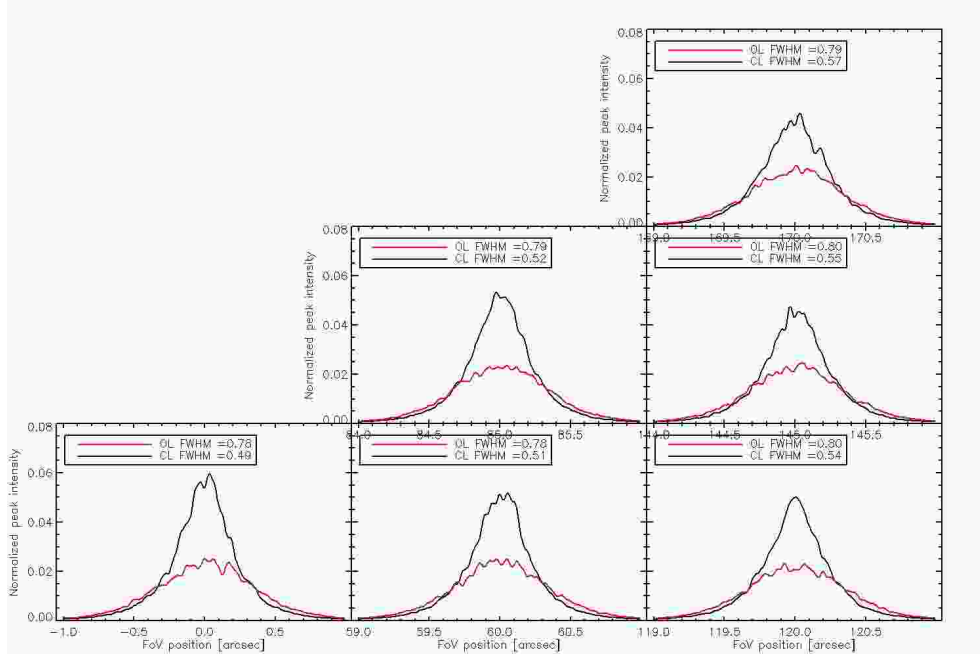 0.08
OL FWHM =0.79
CL FWHM =0.57
0.06
0.04
0.02
0.00
Normalized peak intensity
169.5 170.0 170.5
0.08
OL FWHM =0.79
CL FWHM =0.52
0.06
0.04
0.02
0.00
Normalized peak intensity
OL FWHM =0.80
CL FWHM =0.55
84.5 85.0 85.5
144.5 145.0 145.5
0.08
OL FWHM =0.78
CL FWHM =0.49
0.06
0.04
0.02
0.00
Normalized peak intensity
OL FWHM =0.78
CL FWHM =0.51
OL FWHM =0.80
CL FWHM =0.54
-1.0 -0.5 0.0 0.5
59.0 59.5 60.0 60.5
119.0 119.5 120.0 120.5
FoV position [arcsec]
FoV position [arcsec]
FoV position [arcsec]